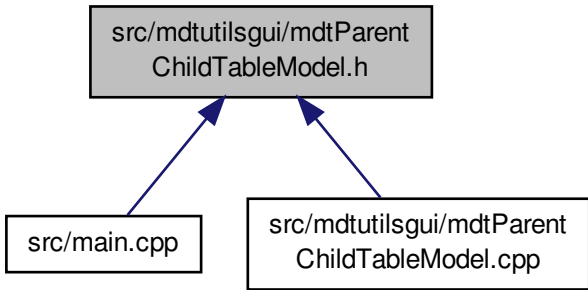 src/mdtutilsgui/mdtParent
ChildTableModel.h
src/main.cpp
src/mdtutilsgui/mdtParent
ChildTableModel.cpp